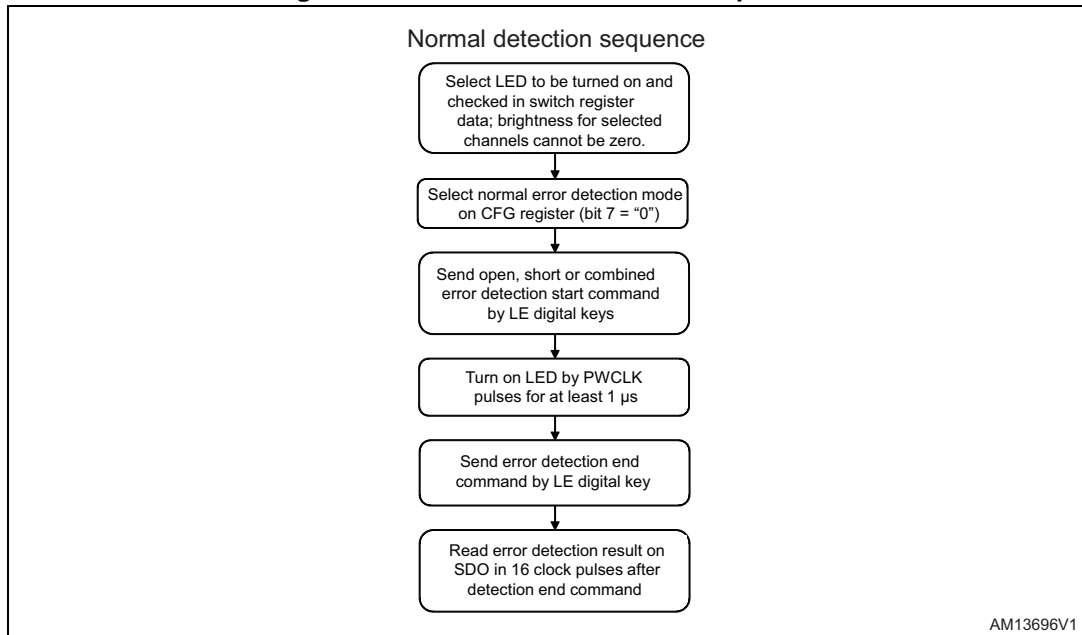 Normal detection sequence
Select LED to be turned on and
checked in switch register
data; brightness for selected
channels cannot be zero.
Select normal error detection mode
on CFG register (bit 7 = “0”)
Send open, short or combined
error detection start command
by LE digital keys
Turn on LED by PWCLK
pulses for at least 1 µs
Send error detection end
command by LE digital key
Read error detection result on
SDO in 16 clock pulses after
detection end command
AM13696V1